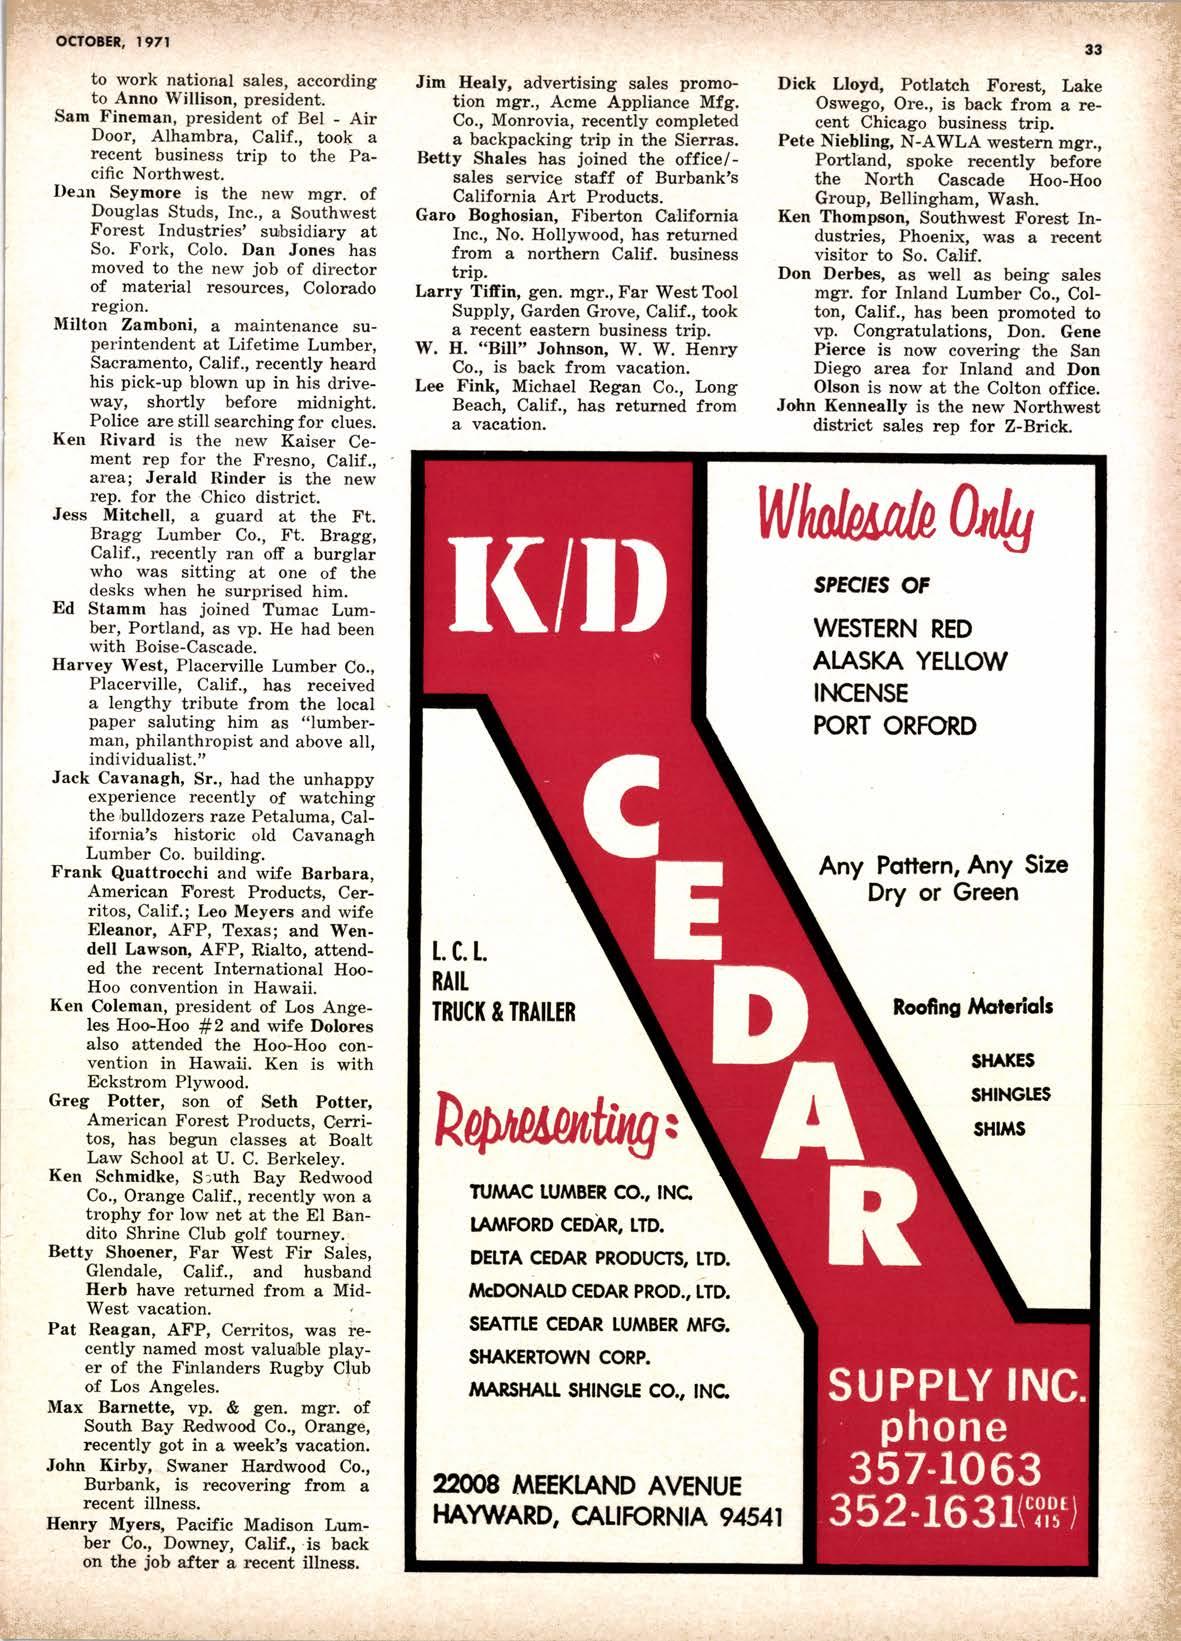 OCTOBER, 1971
33
to work national sales, according
to Anno Willison, president.
Sam Fineman, president of Bel - Air
Door, Alhambra, Calif., took a
recent business trip to the Pa-
cific Northwest.
Dean Seymore is the new mgr. of
Douglas Studs, Inc., a Southwest
Forest Industries' subsidiary at
So. Fork, Colo. Dan Jones has
moved to the new job of director
of material resources, Colorado
region.
Milton Zamboni, a maintenance su-
perintendent at Lifetime Lumber,
Sacramento, Calif., recently heard
his pick-up blown up in his drive-
way, shortly before midnight.
Police are still searching for clues.
Ken Rivard is the new Kaiser Ce-
ment rep for the Fresno, Calif.,
area; Jerald Rinder is the new
rep. for the Chico district.
Jess Mitchell, a guard at the Ft.
Bragg Lumber Co., Ft. Bragg,
Calif., recently ran off a burglar
who was sitting at one of the
desks when he surprised him.
Ed Stamm has joined Tumac Lum-
ber, Portland, as vp. He had been
with Boise-Cascade.
Harvey West, Placerville Lumber Co.,
Placerville, Calif., has received
a lengthy tribute from the local
paper saluting him as "lumber-
man, philanthropist and above all,
individualist."
Jack Cavanagh, Sr., had the unhappy
experience recently of watching
the bulldozers raze Petaluma, Cal-
ifornia's historic old Cavanagh
Lumber Co. building.
Frank Quattrocchi and wife Barbara,
American Forest Products, Cer-
ritos, Calif.; Leo Meyers and wife
Eleanor, AFP, Texas; and Wen-
dell Lawson, AFP, Rialto, attend-
ed the recent International Hoo-
Hoo convention in Hawaii.
Ken Coleman, president of Los Ange-
les Hoo-Hoo #2 and wife Dolores
also attended the Hoo-Hoo con-
vention in Hawaii. Ken is with
Eckstrom Plywood.
Greg Potter, son of Seth Potter,
American Forest Products, Cerri-
tos, has begun classes at Boalt
Law School at U. C. Berkeley.
Ken Schmidke, South Bay Redwood
Co., Orange Calif., recently won a
trophy for low net at the El Ban-
dito Shrine Club golf tourney.
Betty Shoener, Far West Fir Sales,
Glendale, Calif., and husband
Herb have returned from a Mid-
West vacation.
Pat Reagan, AFP, Cerritos, was re-
cently named most valuable play-
er of the Finlanders Rugby Club
of Los Angeles.
Max Barnette, vp. & gen. mgr. of
South Bay Redwood Co., Orange,
recently got in a week's vacation.
John Kirby, Swaner Hardwood Co.,
Burbank, is recovering from a
recent illness.
Henry Myers, Pacific Madison Lum-
ber Co., Downey, Calif., is back
on the job after a recent illness.
Jim Healy, advertising sales promo-
tion mgr., Acme Appliance Mfg.
Co., Monrovia, recently completed
a backpacking trip in the Sierras.
Betty Shales has joined the office/-
sales service staff of Burbank's
California Art Products.
Garo Boghosian, Fiberton California
Inc., No. Hollywood, has returned
from a northern Calif. business
trip.
Larry Tiffin, gen. mgr., Far West Tool
Supply, Garden Grove, Calif., took
a recent eastern business trip.
W. H. "Bill" Johnson, W. W. Henry
Co., is back from vacation.
Lee Fink, Michael Regan Co., Long
Beach, Calif., has returned from
a vacation.
Dick Lloyd, Potlatch Forest, Lake
Oswego, Ore., is back from a re-
cent Chicago business trip.
Pete Niebling, N-AWLA western mgr.,
Portland, spoke recently before
the North Cascade Hoo-Hoo
Group, Bellingham, Wash.
Ken Thompson, Southwest Forest In-
dustries, Phoenix, was a recent
visitor to So. Calif.
Don Derbes, as well as being sales
mgr. for Inland Lumber Co., Col-
ton, Calif., has been promoted to
vp. Congratulations, Don. Gene
Pierce is now covering the San
Diego area for Inland and Don
Olson is now at the Colton office.
John Kenneally is the new Northwest
district sales rep for Z-Brick.
K/D
CEDAR
SUPPLY INC.
phone
357-1063
352-1631 (CODE 415)
Wholesale Only
SPECIES OF
WESTERN RED
ALASKA YELLOW
INCENSE
PORT ORFORD
Any Pattern, Any Size
Dry or Green
Roofing Materials
SHAKES
SHINGLES
SHIMS
L. C. L.
RAIL
TRUCK & TRAILER
Representing:
TUMAC LUMBER CO., INC.
LAMFORD CEDAR, LTD.
DELTA CEDAR PRODUCTS, LTD.
McDONALD CEDAR PROD., LTD.
SEATTLE CEDAR LUMBER MFG.
SHAKERTOWN CORP.
MARSHALL SHINGLE CO., INC.
22008 MEEKLAND AVENUE
HAYWARD, CALIFORNIA 94541